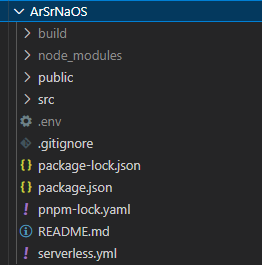 ArSrNaOS
build
node_modules
public
src
.env
.gitignore
package-lock.json
package.json
pnpm-lock.yaml
README.md
serverless.yml